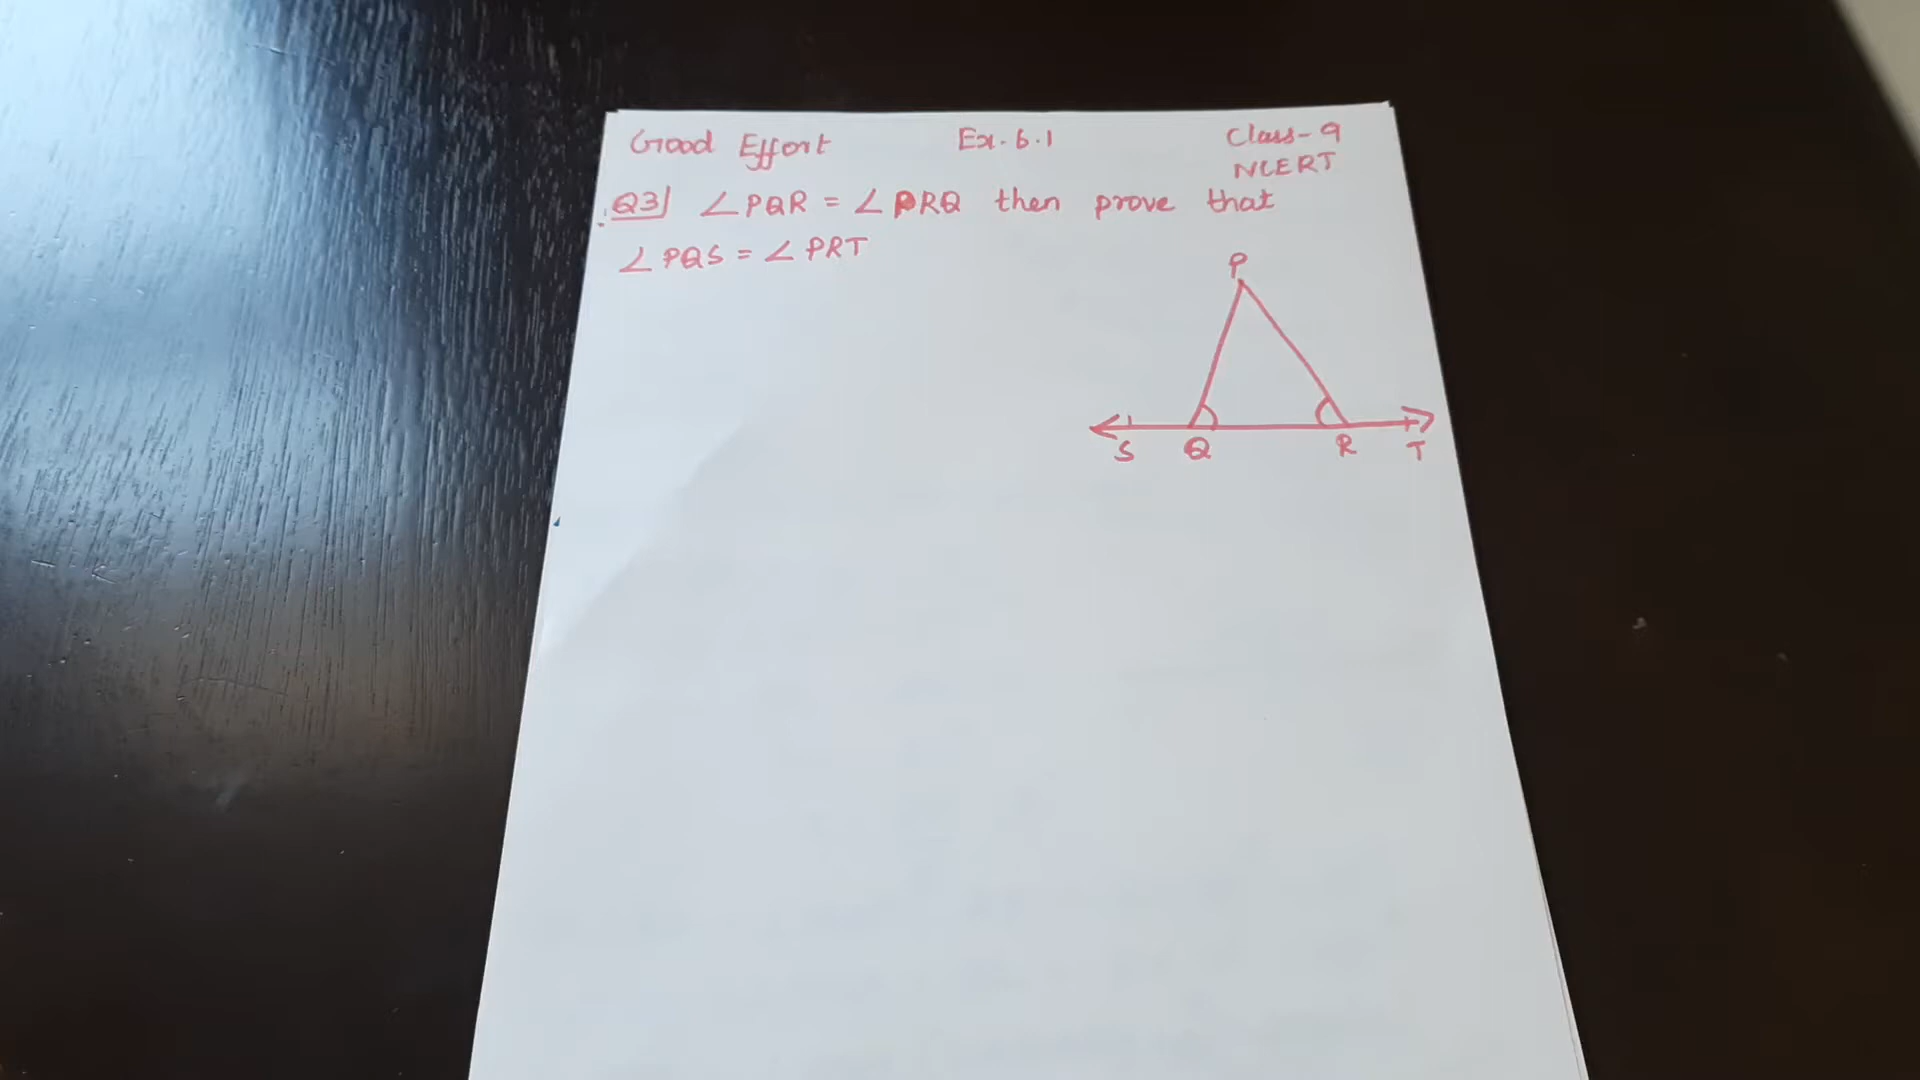 Good Effort Ex. 6.1 Class-9
NCERT
Q3 ∠PQR = ∠PRQ then prove that
∠PQS = ∠PRT
P
S Q R T